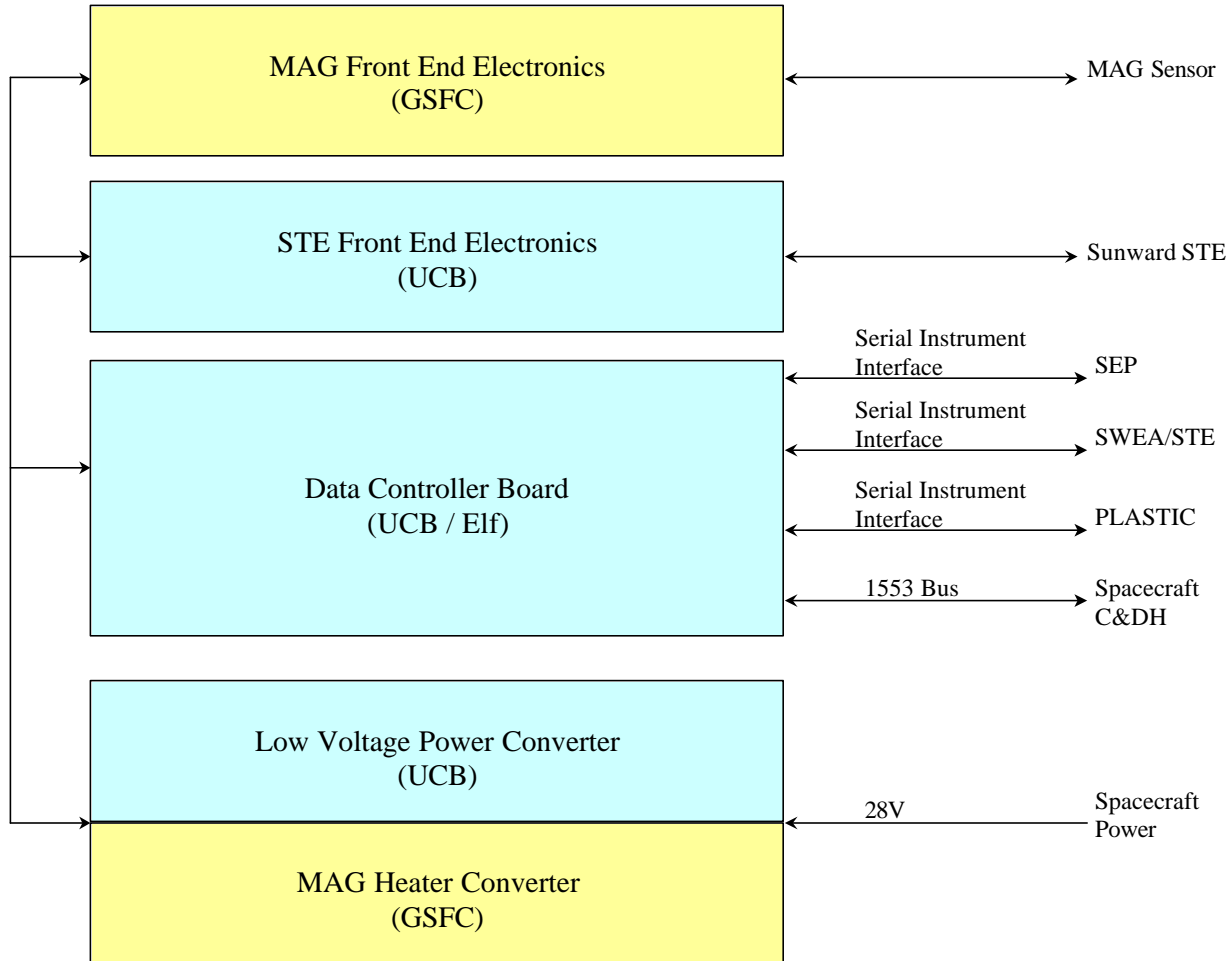 MAG Front End Electronics
(GSFC)
MAG Sensor
STE Front End Electronics
(UCB)
Sunward STE
Serial Instrument
Interface
SEP
Serial Instrument
Interface
SWEA/STE
Data Controller Board
(UCB / Elf)
Serial Instrument
Interface
PLASTIC
1553 Bus
Spacecraft
C&DH
Low Voltage Power Converter
(UCB)
28V
Spacecraft
Power
MAG Heater Converter
(GSFC)